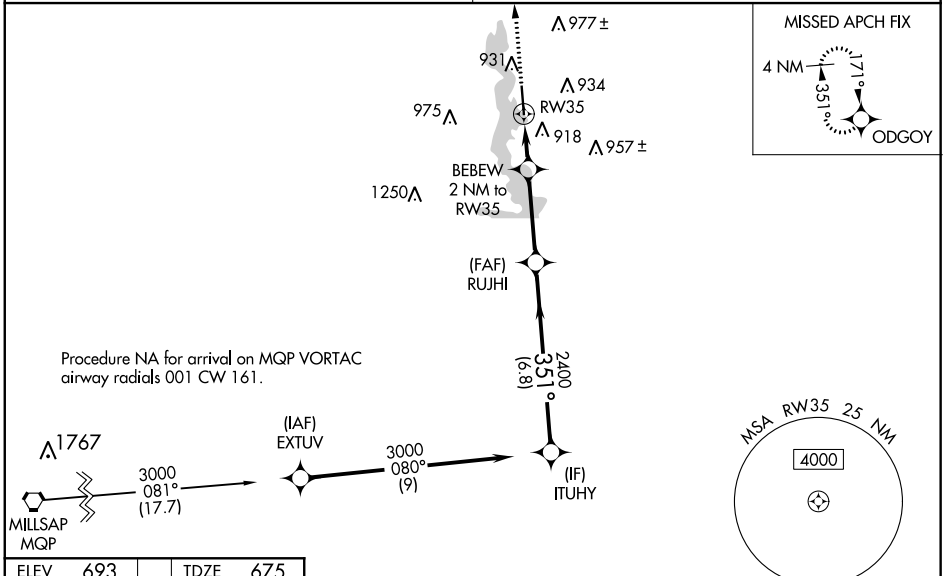 977 ±
931
934
975
RW35
918
957 ±
BEBEW
2 NM to
RW35
1250
(FAF)
RUJHI
MISSED APCH FIX
4 NM
351°
171°
ODGOY
Procedure NA for arrival on MQP VORTAC
airway radials 001 CW 161.
2400
351°
(6.8)
1767
(IAF)
EXTUV
3000
080°
(9)
(IF)
ITUHY
3000
081°
(17.7)
MILLSAP
MQP
MSA RW35 25 NM
4000
ELEV 693 TDZE 675